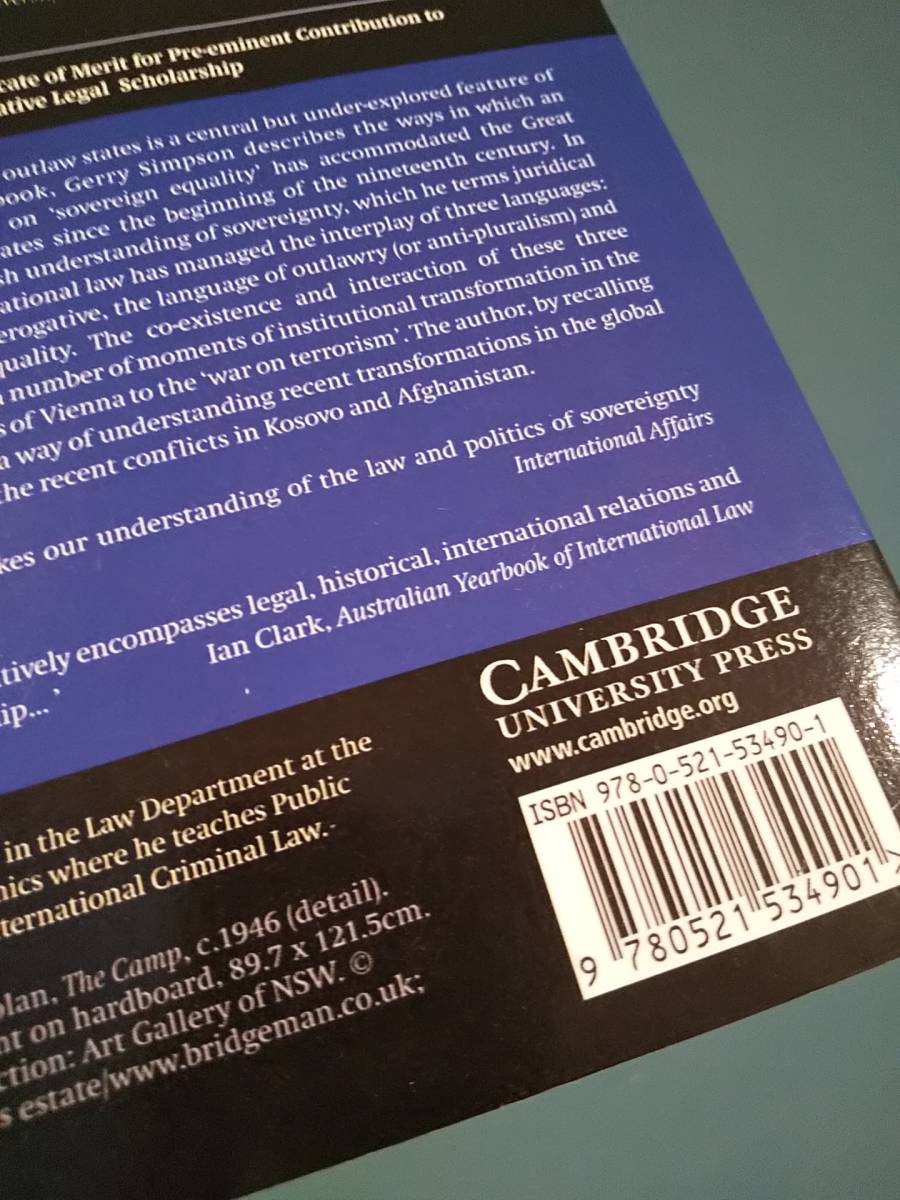 cate of Merit for Pre-eminent Contribution to
ative Legal Scholarship
outlaw states is a central but under-explored feature of
book, Gerry Simpson describes the ways in which an
on ‘sovereign equality’ has accommodated the Great
ates since the beginning of the nineteenth century. In
sh understanding of sovereignty, which he terms juridical
ational law has managed the interplay of three languages:
erogative, the language of outlawry (or anti-pluralism) and
quality. The co-existence and interaction of these three
number of moments of institutional transformation in the
s of Vienna to the ‘war on terrorism’. The author, by recalling
a way of understanding recent transformations in the global
the recent conflicts in Kosovo and Afghanistan.
kes our understanding of the law and politics of sovereignty
International Affairs
tively encompasses legal, historical, international relations and
ip...’
Ian Clark, Australian Yearbook of International Law
CAMBRIDGE
UNIVERSITY PRESS
www.cambridge.org
ISBN 978-0-521-53490-1
9 780521 534901 >
in the Law Department at the
mics where he teaches Public
ternational Criminal Law.
olan, The Camp, c.1946 (detail).
nt on hardboard, 89.7 x 121.5cm.
ction: Art Gallery of NSW. ©
s estate/www.bridgeman.co.uk;